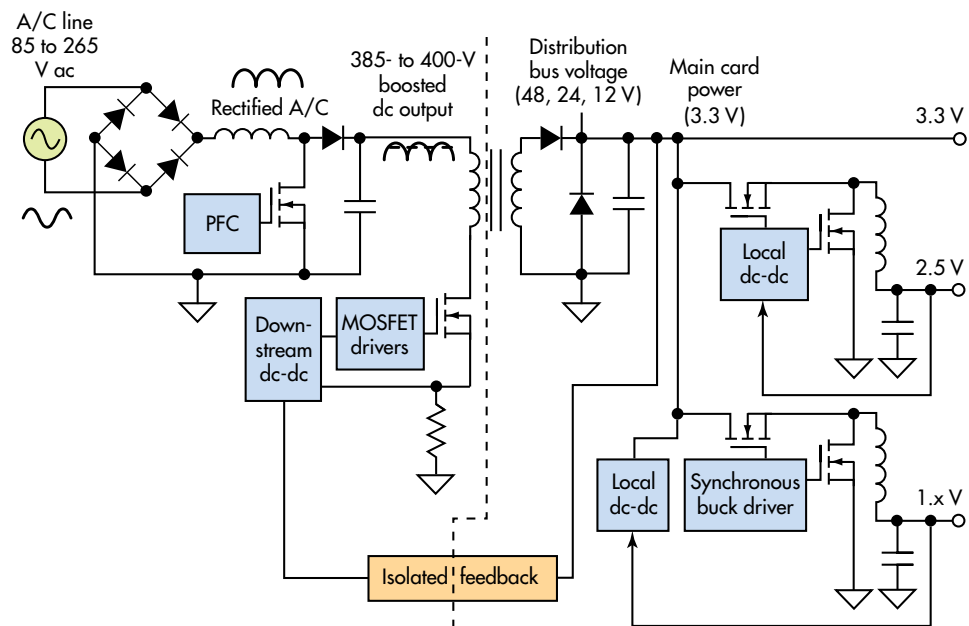 A/C line
85 to 265
V ac
Rectified A/C
385- to 400-V
boosted
dc output
Distribution
bus voltage
(48, 24, 12 V)
Main card
power
(3.3 V)
3.3 V
PFC
Local
dc-dc
2.5 V
Down-
stream
dc-dc
MOSFET
drivers
Local
dc-dc
Synchronous
buck driver
1.x V
Isolated feedback